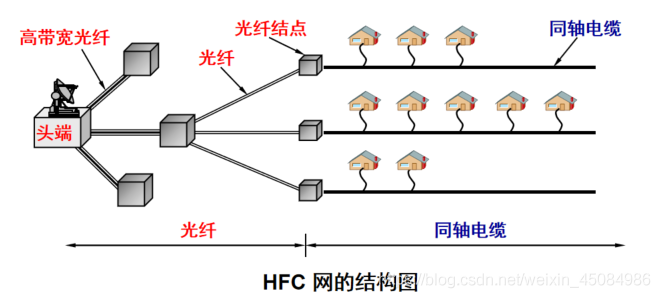 光纤结点
高带宽光纤
光纤
同轴电缆
头端
光纤
同轴电缆
HFC 网的结构图
https://blog.csdn.net/weixin_45084986